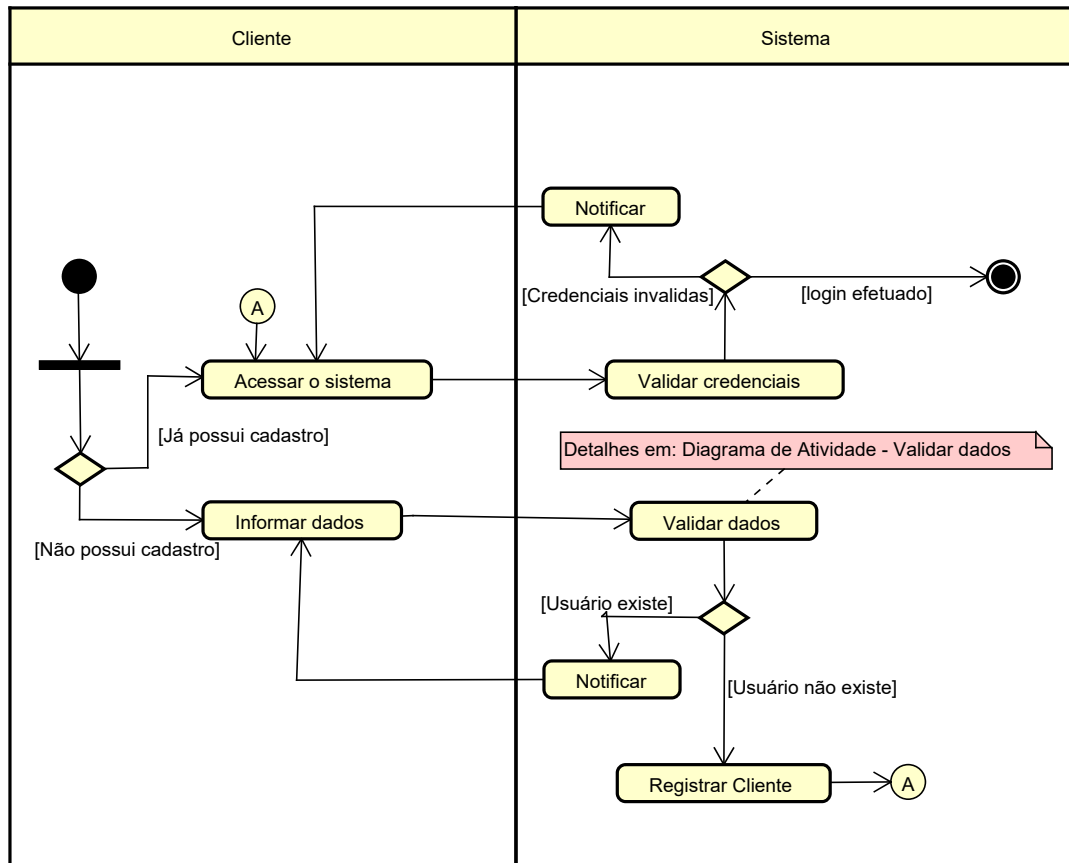 Cliente
Sistema
Notificar
[Credenciais invalidas]
[login efetuado]
A
Acessar o sistema
Validar credenciais
[Já possui cadastro]
Detalhes em: Diagrama de Atividade - Validar dados
Informar dados
Validar dados
[Não possui cadastro]
[Usuário existe]
Notificar
[Usuário não existe]
Registrar Cliente
A